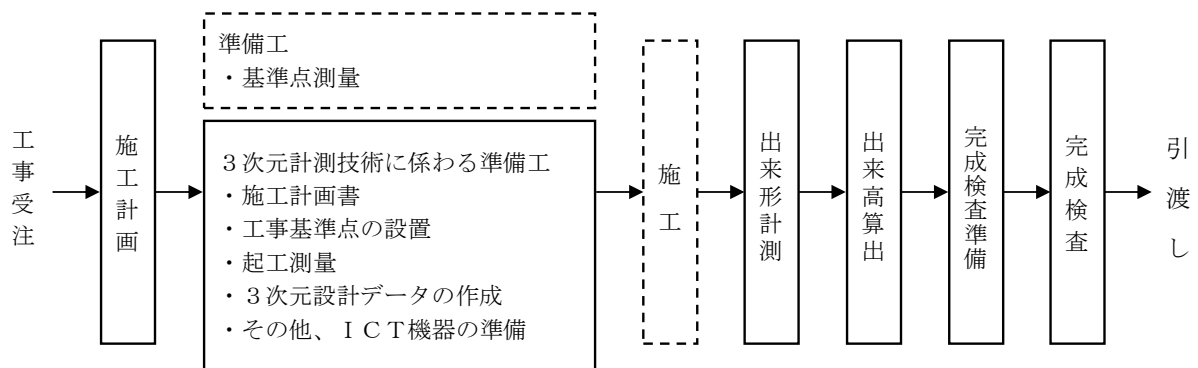 工事受注
施工計画
準備工
・基準点測量
３次元計測技術に係わる準備工
・施工計画書
・工事基準点の設置
・起工測量
・３次元設計データの作成
・その他、ＩＣＴ機器の準備
施工
出来形計測
出来高算出
完成検査準備
完成検査
引渡し